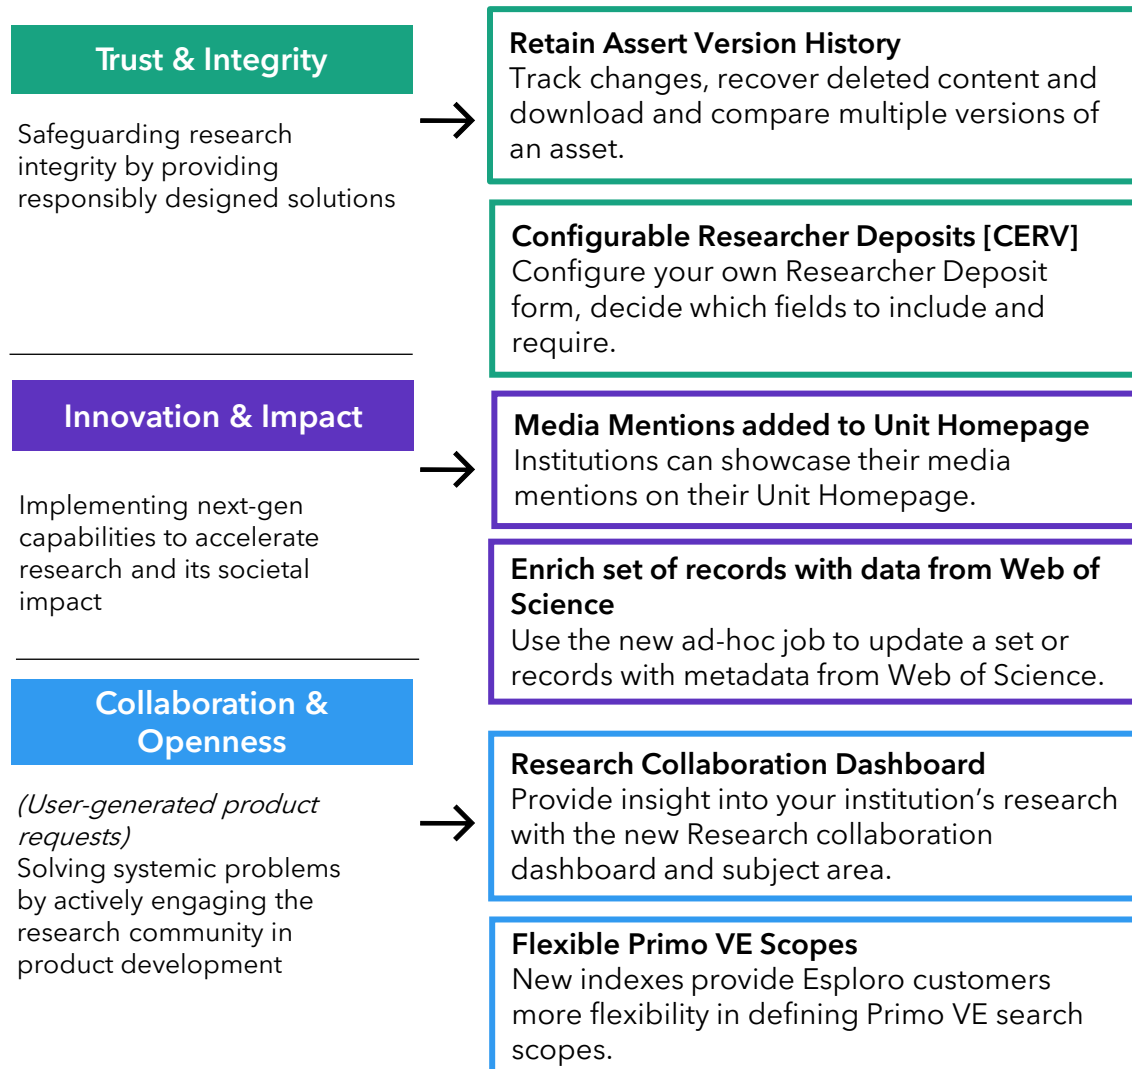 Trust & Integrity
Safeguarding research
integrity by providing
responsibly designed solutions
Retain Assert Version History
Track changes, recover deleted content and
download and compare multiple versions of
an asset.
Configurable Researcher Deposits [CERV]
Configure your own Researcher Deposit
form, decide which fields to include and
require.
Innovation & Impact
Implementing next-gen
capabilities to accelerate
research and its societal
impact
Media Mentions added to Unit Homepage
Institutions can showcase their media
mentions on their Unit Homepage.
Enrich set of records with data from Web of
Science
Use the new ad-hoc job to update a set or
records with metadata from Web of Science.
Collaboration &
Openness
(User-generated product
requests)
Solving systemic problems
by actively engaging the
research community in
product development
Research Collaboration Dashboard
Provide insight into your institution’s research
with the new Research collaboration
dashboard and subject area.
Flexible Primo VE Scopes
New indexes provide Esploro customers
more flexibility in defining Primo VE search
scopes.